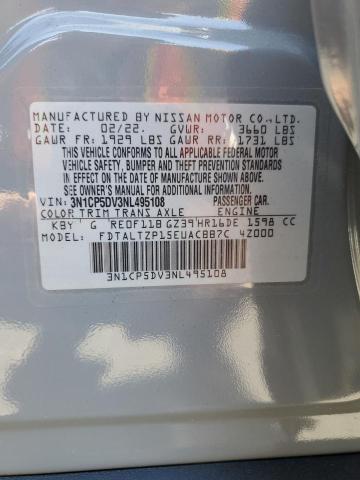 MANUFACTURED BY NISSAN MOTOR CO.,LTD.
DATE: 02/22. GVWR: 3660 LBS
GAWR FR: 1929 LBS GAWR RR: 1731 LBS
THIS VEHICLE CONFORMS TO ALL APPLICABLE FEDERAL MOTOR
VEHICLE SAFETY, BUMPER AND THEFT PREVENTION STANDARDS
IN EFFECT ON THE DATE OF MANUFACTURE SHOWN ABOVE.
SEE OWNER'S MANUAL OR DEALER FOR ADDITIONAL INFORMATION.
VIN: 3N1CP5DV3NL495108 PASSENGER CAR.
COLOR TRIM TRANS AXLE ENGINE
KBY G RE0F11B GZ39 HR16DE 1598 CC
MODEL: FDTALTZP15EUACBB7C 4Z000
3N1CP5DV3NL495108